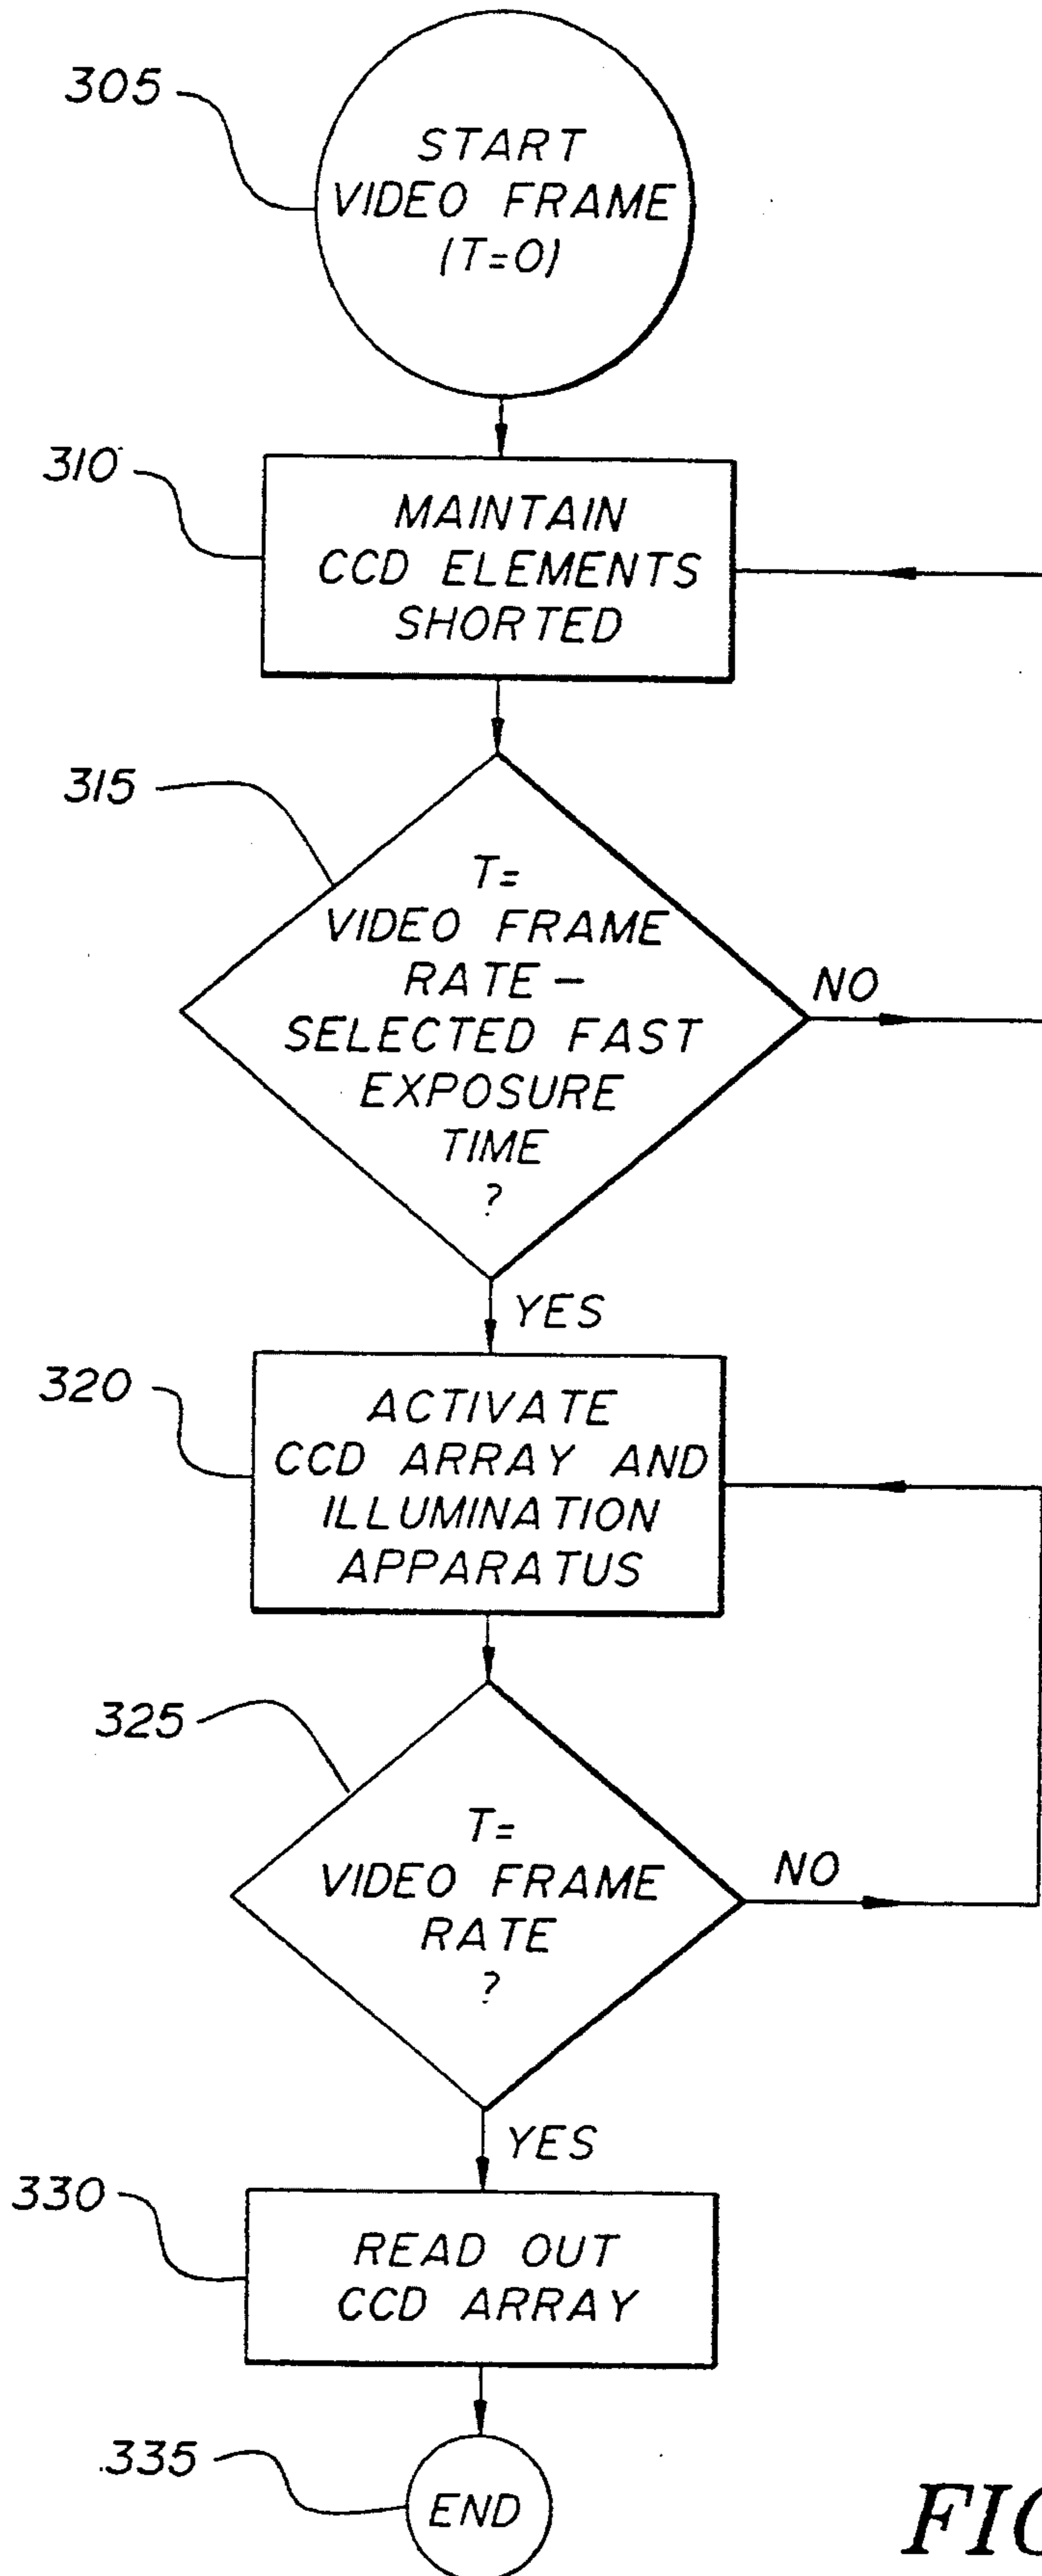 305
START
VIDEO FRAME
(T=0)
310
MAINTAIN
CCD ELEMENTS
SHORTED
315
T=
VIDEO FRAME
RATE –
SELECTED FAST
EXPOSURE
TIME
?
NO
YES
320
ACTIVATE
CCD ARRAY AND
ILLUMINATION
APPARATUS
325
T=
VIDEO FRAME
RATE
?
NO
YES
330
READ OUT
CCD ARRAY
335
END